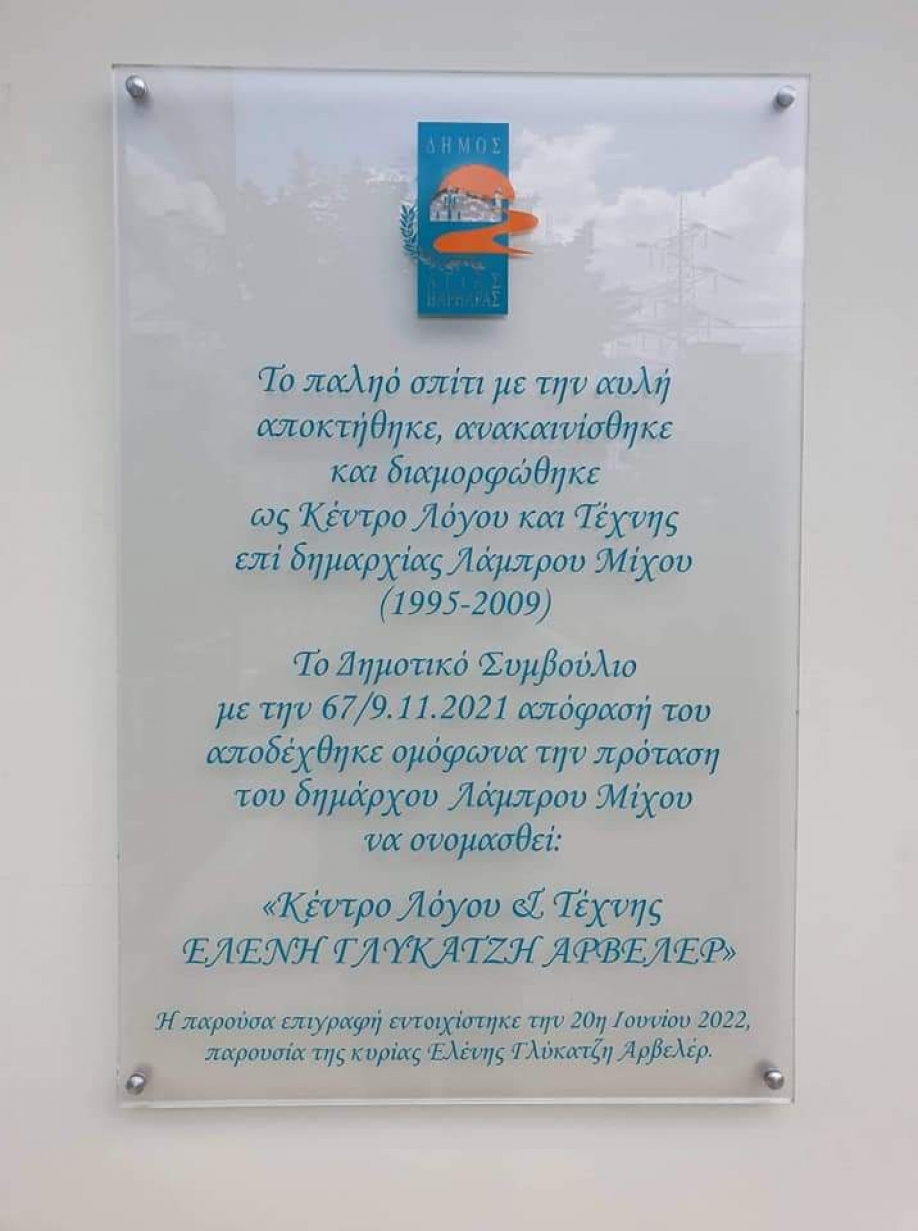 ΔΗΜΟΣ
ΑΓΙΑΣ
ΒΑΡΒΑΡΑΣ
Το παληό σπίτι με την αυλή
αποκτήθηκε, ανακαινίσθηκε
και διαμορφώθηκε
ως Κέντρο Λόγου και Τέχνης
επί δημαρχίας Λάμπρου Μίχου
(1995-2009)
Το Δημοτικό Συμβούλιο
με την 67/9.11.2021 απόφασή του
αποδέχθηκε ομόφωνα την πρόταση
του δημάρχου Λάμπρου Μίχου
να ονομασθεί:
«Κέντρο Λόγου & Τέχνης
ΕΛΕΝΗ ΓΛΥΚΑΤΖΗ ΑΡΒΕΛΕΡ»
Η παρούσα επιγραφή εντοιχίστηκε την 20η Ιουνίου 2022,
παρουσία της κυρίας Ελένης Γλύκατζη Αρβελέρ.